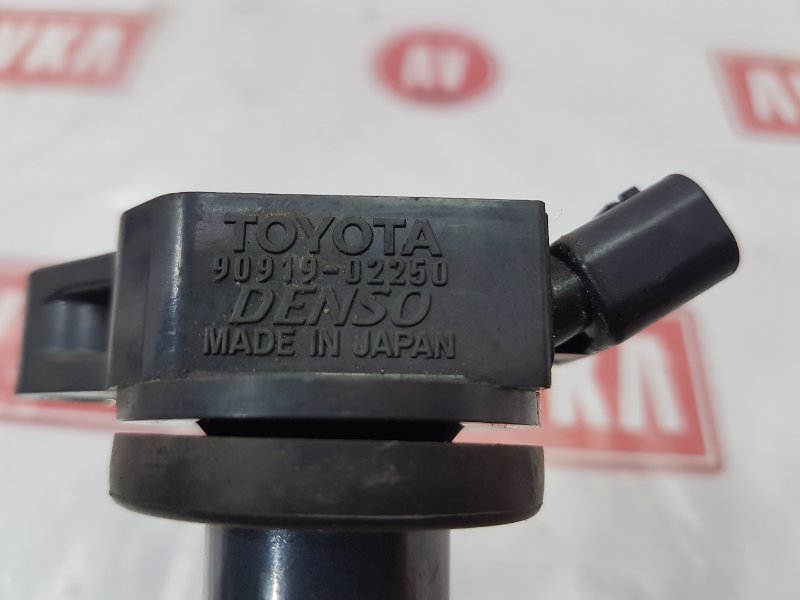 AV
TOYOTA
90919-02250
DENSO
MADE IN JAPAN